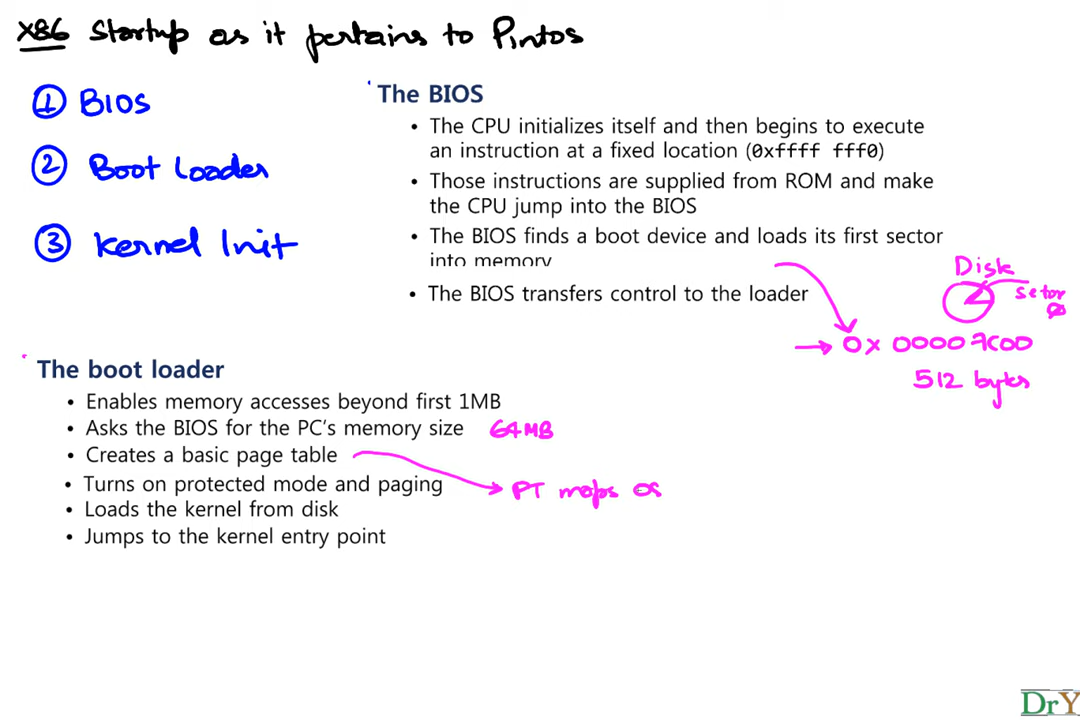 x86 Startup as it pertains to Pintos
① BIOS
② Boot Loader
③ Kernel Init
The BIOS
• The CPU initializes itself and then begins to execute
an instruction at a fixed location (0xffff fff0)
• Those instructions are supplied from ROM and make
the CPU jump into the BIOS
• The BIOS finds a boot device and loads its first sector
into memory
• The BIOS transfers control to the loader
Disk
Setor
0
0x 00007C00
512 bytes
The boot loader
• Enables memory accesses beyond first 1MB
• Asks the BIOS for the PC's memory size 64MB
• Creates a basic page table
• Turns on protected mode and paging
PT maps OS
• Loads the kernel from disk
• Jumps to the kernel entry point
DrY